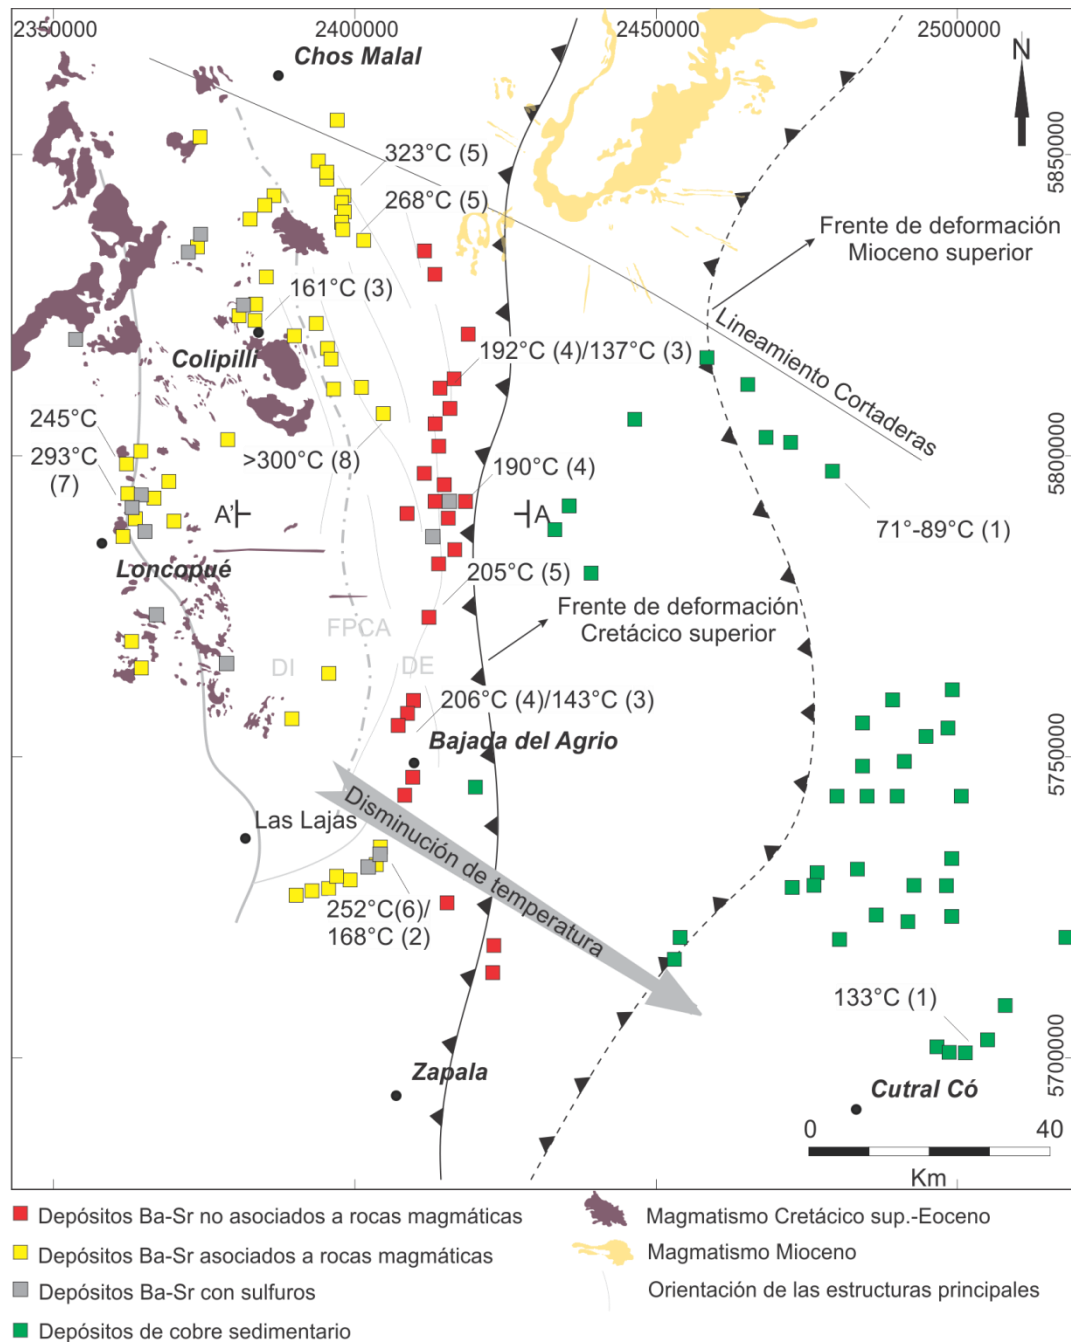 2350000
2400000
2450000
2500000
Chos Malal
N
323°C (5)
5850000
268°C (5)
Frente de deformación
Mioceno superior
161°C (3)
Lineamiento Cortaderas
Colipilli
192°C (4)/137°C (3)
245°C
293°C
(7)
>300°C (8)
190°C (4)
5800000
A'
A
71°-89°C (1)
Loncopué
205°C (5)
Frente de deformación
Cretácico superior
FPCA
DI
DE
206°C (4)/143°C (3)
Bajada del Agrio
5750000
Disminución de temperatura
Las Lajas
252°C(6)/
168°C (2)
133°C (1)
5700000
Zapala
Cutral Có
0
40
Km
Depósitos Ba-Sr no asociados a rocas magmáticas
Depósitos Ba-Sr asociados a rocas magmáticas
Depósitos Ba-Sr con sulfuros
Depósitos de cobre sedimentario
Magmatismo Cretácico sup.-Eoceno
Magmatismo Mioceno
Orientación de las estructuras principales